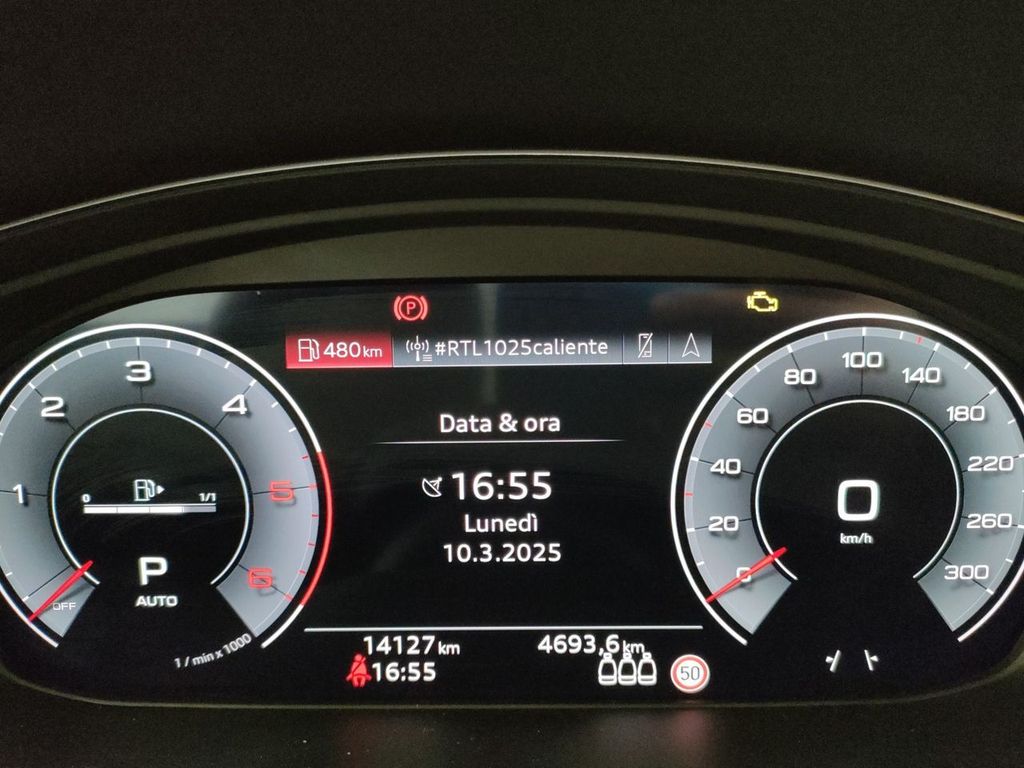 P
480 km
#RTL1025caliente
Data & ora
16:55
Lunedì
10.3.2025
1
2
3
4
5
6
OFF
0
1/1
P
AUTO
1/min x 1000
0
20
40
60
80
100
140
180
220
260
300
0
km/h
14127 km
4693,6 km
16:55
50